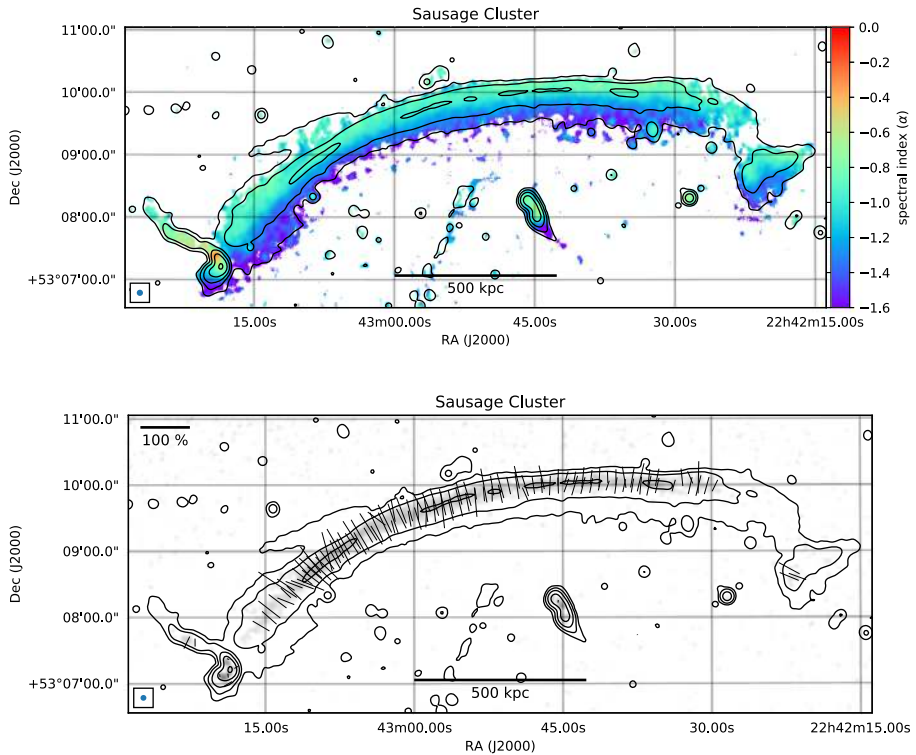 Sausage Cluster
11'00.0"
10'00.0"
09'00.0"
08'00.0"
+53°07'00.0"
Dec (J2000)
500 kpc
15.00s
43m00.00s
45.00s
30.00s
22h42m15.00s
RA (J2000)
0.0
−0.2
−0.4
−0.6
−0.8
−1.0
−1.2
−1.4
−1.6
spectral index (α)
Sausage Cluster
100 %
11'00.0"
10'00.0"
09'00.0"
08'00.0"
+53°07'00.0"
Dec (J2000)
500 kpc
15.00s
43m00.00s
45.00s
30.00s
22h42m15.00s
RA (J2000)